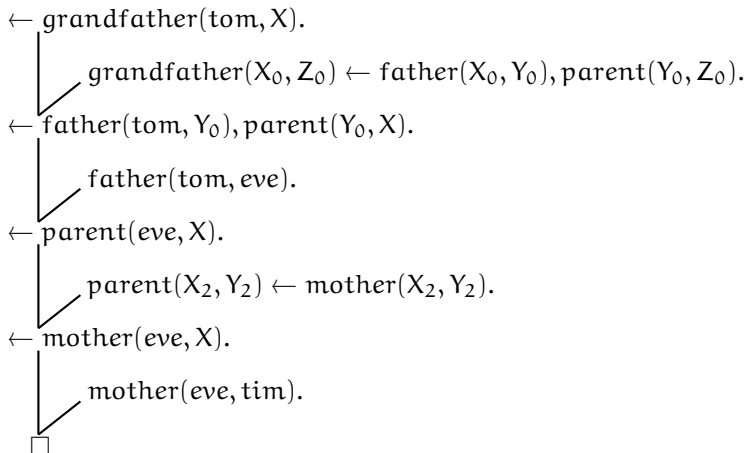 ← grandfather(tom, X).
grandfather(X₀, Z₀) ← father(X₀, Y₀), parent(Y₀, Z₀).
← father(tom, Y₀), parent(Y₀, X).
father(tom, eve).
← parent(eve, X).
parent(X₂, Y₂) ← mother(X₂, Y₂).
← mother(eve, X).
mother(eve, tim).
□